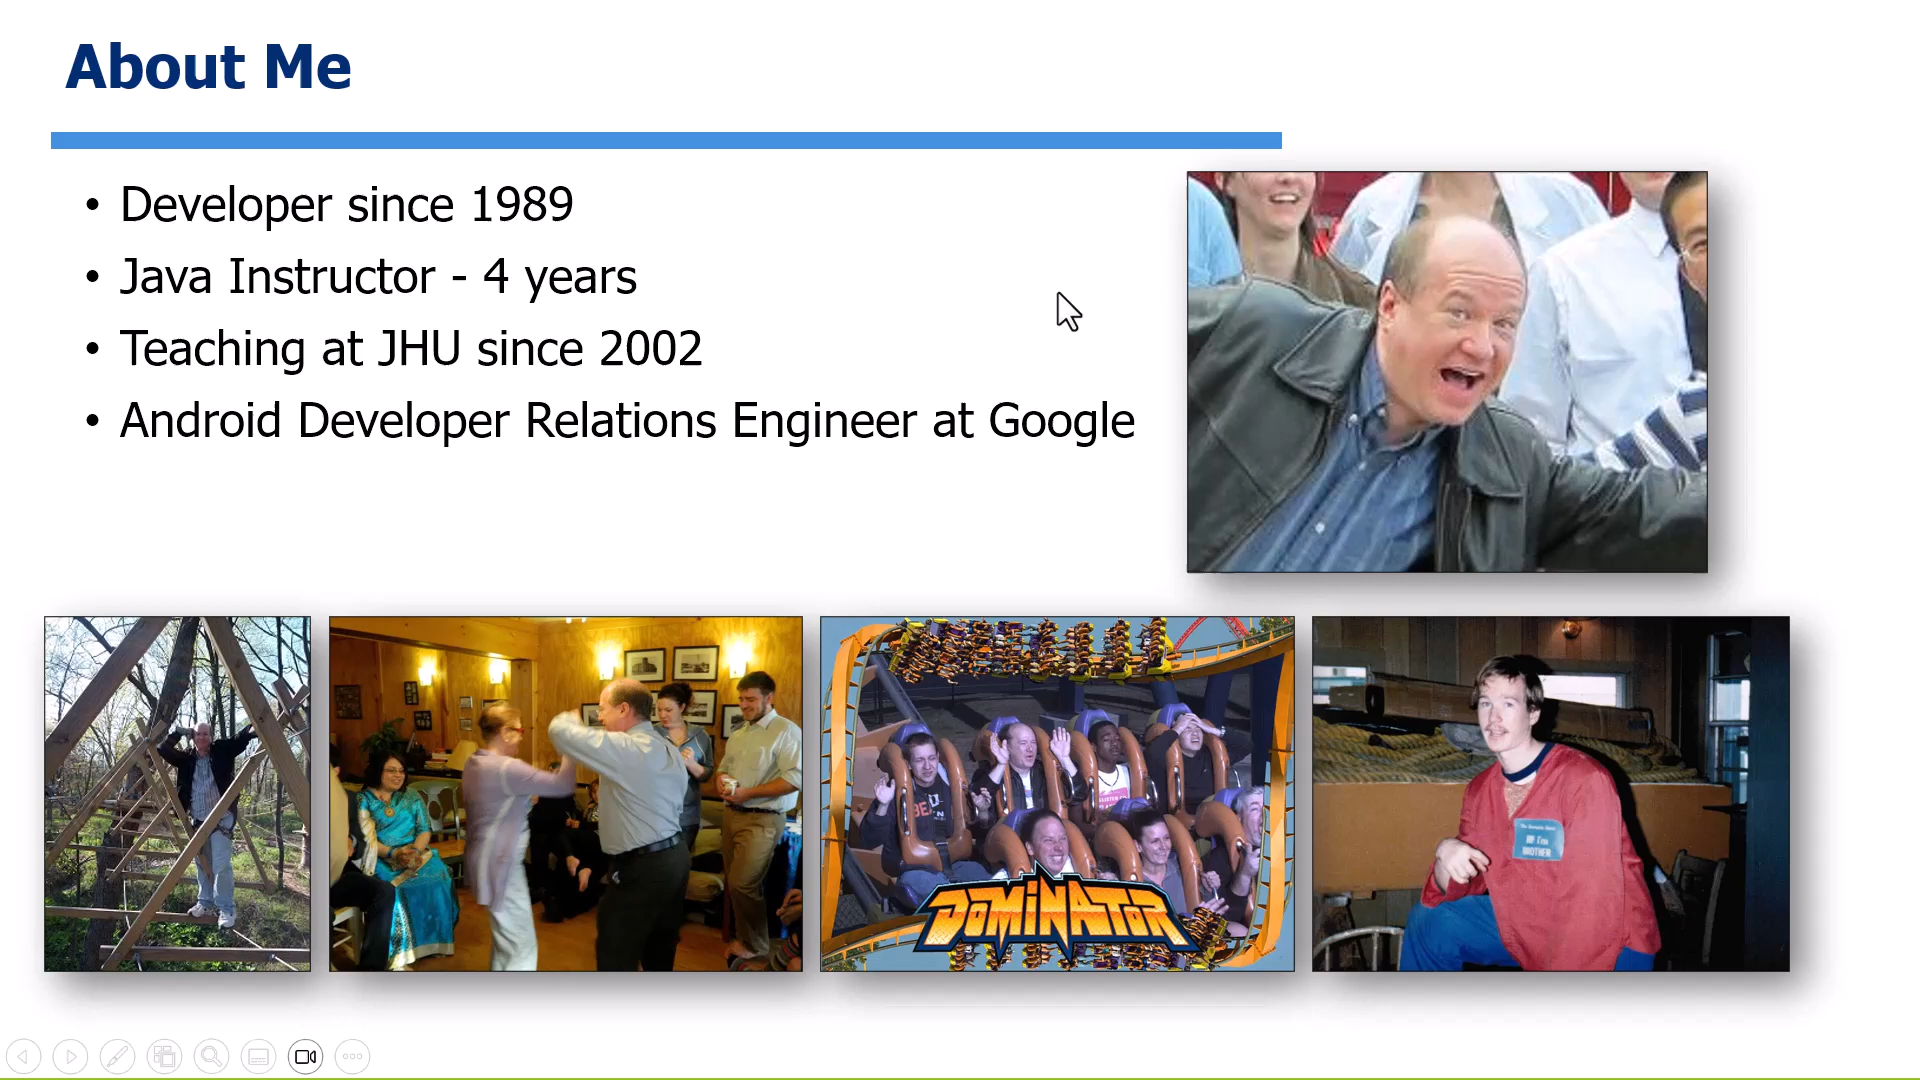 About Me
• Developer since 1989
• Java Instructor - 4 years
• Teaching at JHU since 2002
• Android Developer Relations Engineer at Google
DOMINATOR
BROTHER